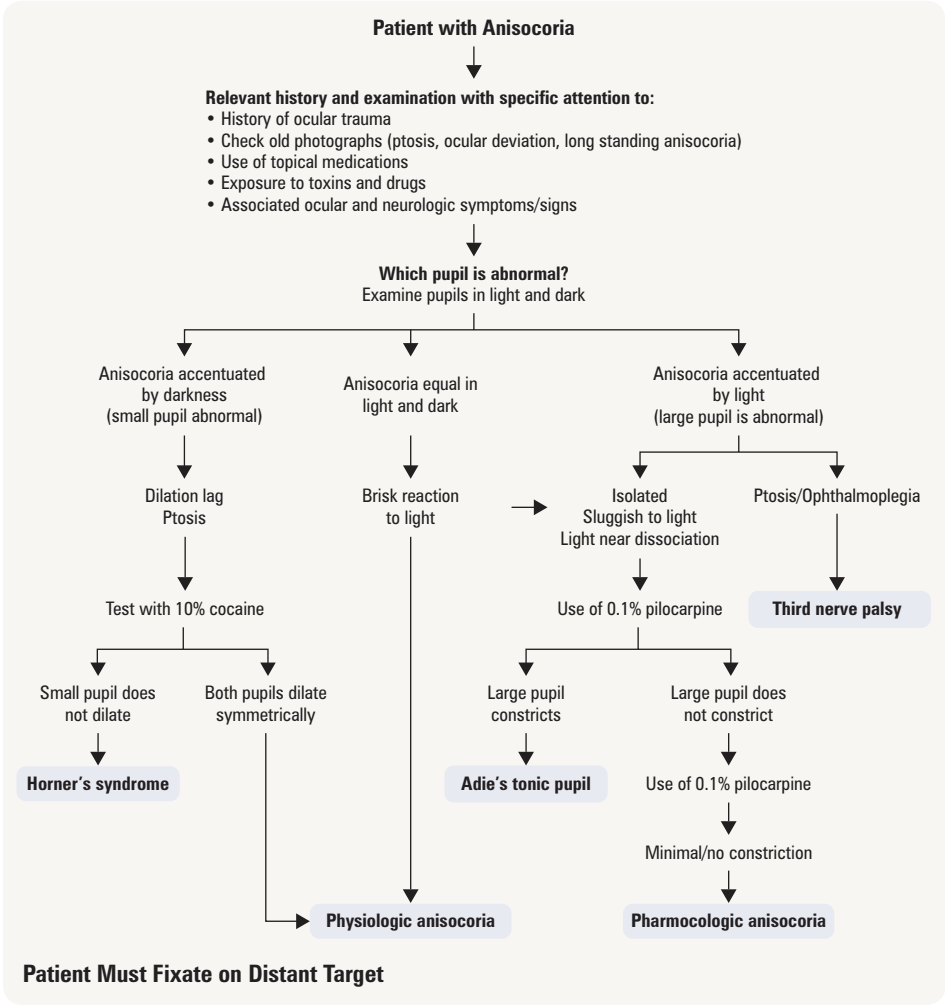 Patient with Anisocoria
Relevant history and examination with specific attention to:
• History of ocular trauma
• Check old photographs (ptosis, ocular deviation, long standing anisocoria)
• Use of topical medications
• Exposure to toxins and drugs
• Associated ocular and neurologic symptoms/signs
Which pupil is abnormal?
Examine pupils in light and dark
Anisocoria accentuated
by darkness
(small pupil abnormal)
Anisocoria equal in
light and dark
Anisocoria accentuated
by light
(large pupil is abnormal)
Dilation lag
Ptosis
Brisk reaction
to light
Isolated
Sluggish to light
Light near dissociation
Ptosis/Ophthalmoplegia
Test with 10% cocaine
Use of 0.1% pilocarpine
Third nerve palsy
Small pupil does
not dilate
Both pupils dilate
symmetrically
Large pupil
constricts
Large pupil does
not constrict
Horner's syndrome
Adie's tonic pupil
Use of 0.1% pilocarpine
Minimal/no constriction
Physiologic anisocoria
Pharmocologic anisocoria
Patient Must Fixate on Distant Target